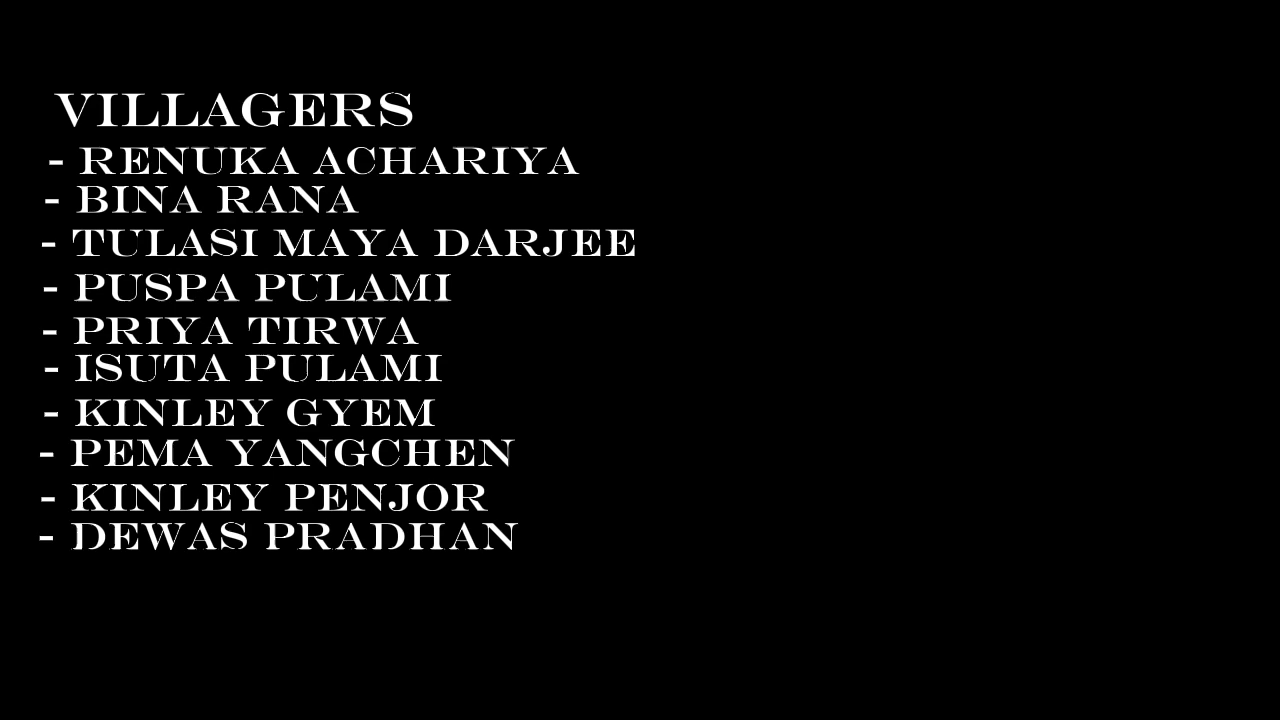 VILLAGERS
- RENUKA ACHARIYA
- BINA RANA
- TULASI MAYA DARJEE
- PUSPA PULAMI
- PRIYA TIRWA
- ISUTA PULAMI
- KINLEY GYEM
- PEMA YANGCHEN
- KINLEY PENJOR
- DEWAS PRADHAN